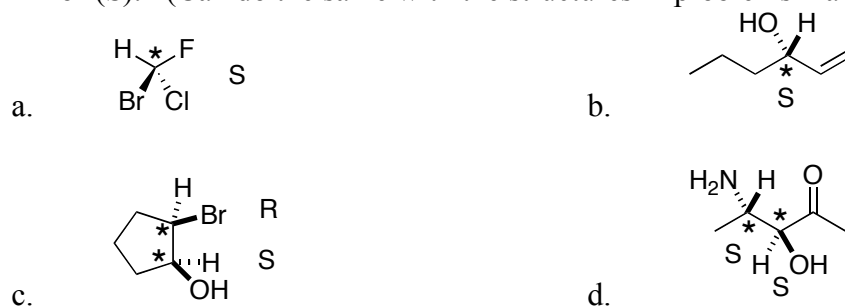 H * F
Br Cl S
a.
HO H
*
S
b.
H
Br R
*
* H S
OH
c.
H₂N H O
* *
S
H OH
S
d.